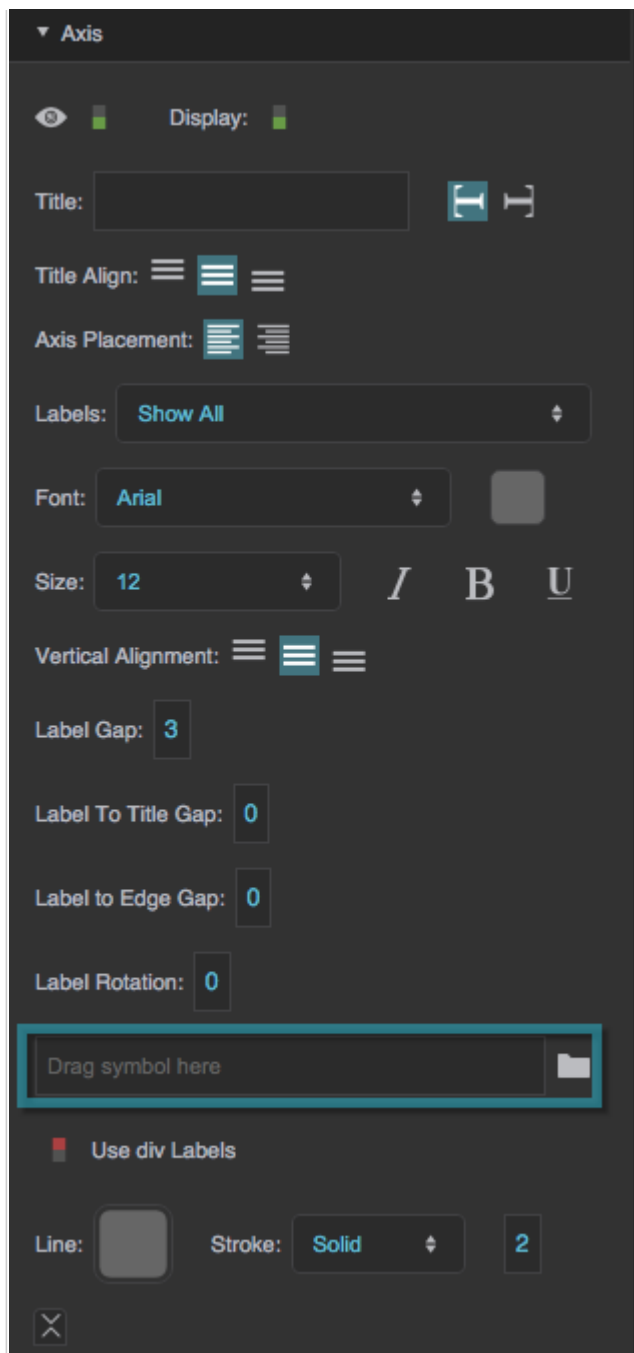 Axis
Display:
Title:
Title Align:
Axis Placement:
Labels: Show All
Font: Arial
Size: 12 I B U
Vertical Alignment:
Label Gap: 3
Label To Title Gap: 0
Label to Edge Gap: 0
Label Rotation: 0
Drag symbol here
Use div Labels
Line: Stroke: Solid 2